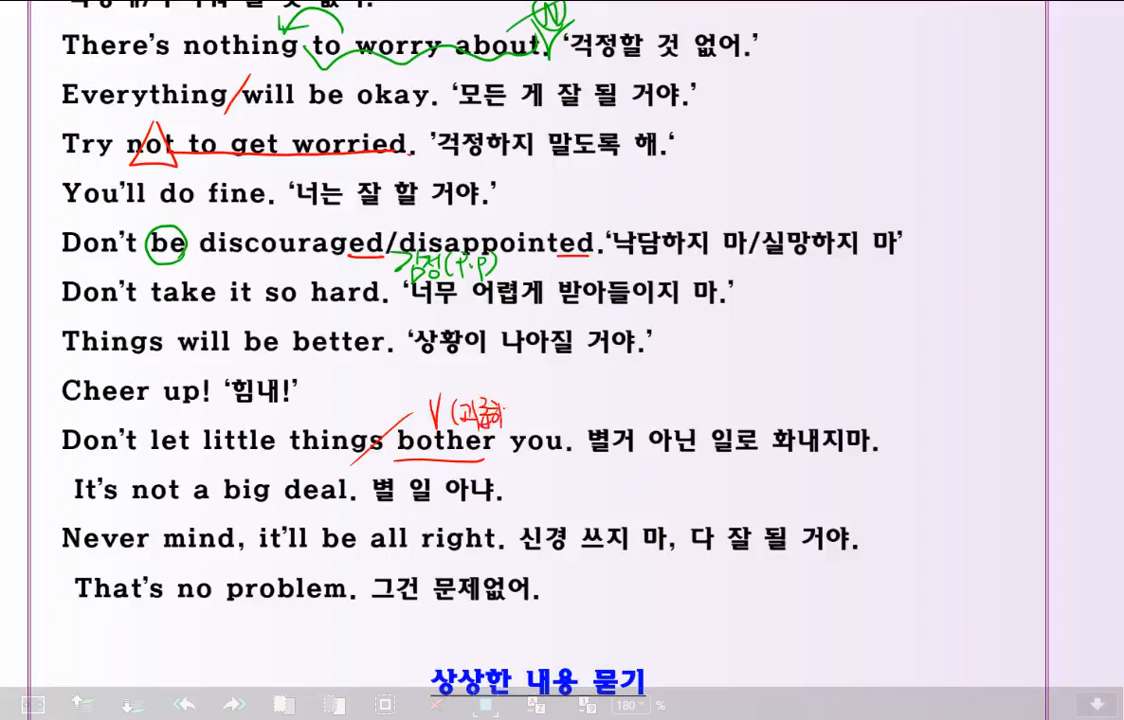 There's nothing to worry about. ‘걱정할 것 없어.’
Everything will be okay. ‘모든 게 잘 될 거야.’
Try not to get worried. ’걱정하지 말도록 해.‘
You'll do fine. ‘너는 잘 할 거야.’
Don't be discouraged/disappointed.‘낙담하지 마/실망하지 마’
감정(P.P)
Don't take it so hard. ‘너무 어렵게 받아들이지 마.’
Things will be better. ‘상황이 나아질 거야.’
Cheer up! ‘힘내!’
Don't let little things bother you. 별거 아닌 일로 화내지마.
It's not a big deal. 별 일 아냐.
Never mind, it'll be all right. 신경 쓰지 마, 다 잘 될 거야.
That's no problem. 그건 문제없어.
상상한 내용 묻기
180 %